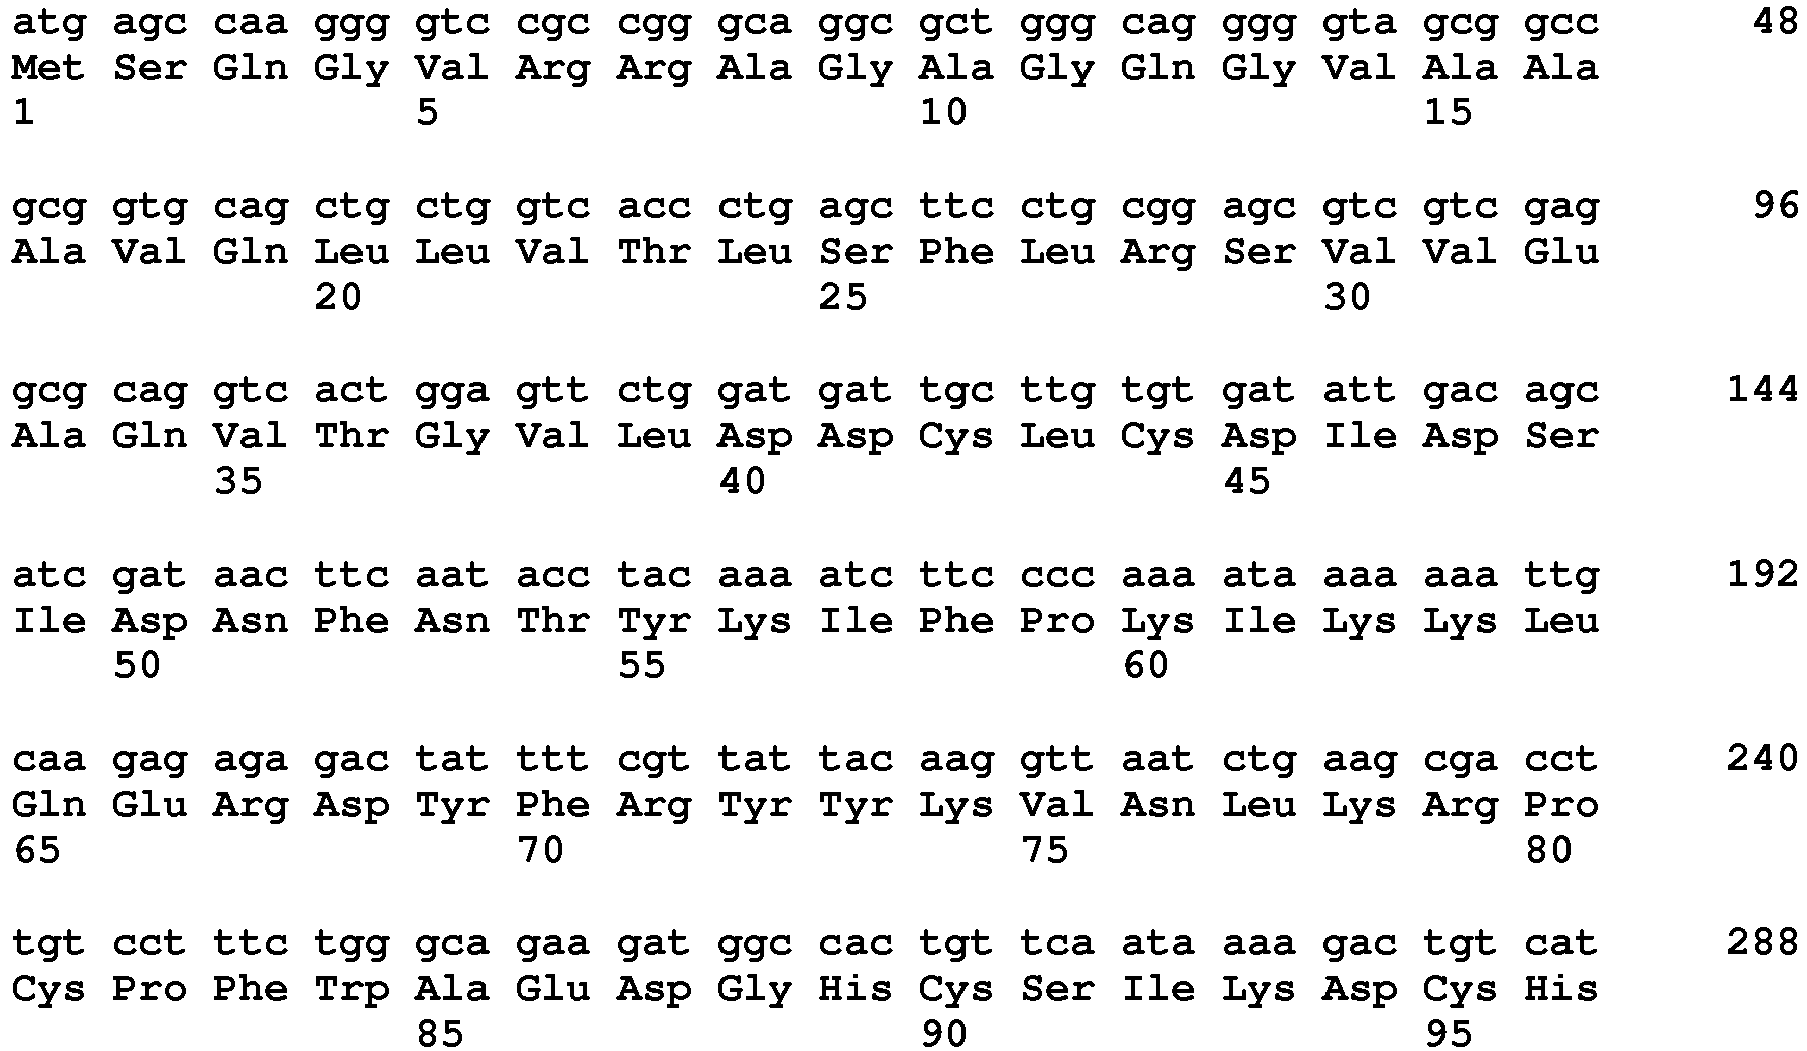 atg agc caa ggg gtc cgc cgg gca ggc gct ggg cag ggg gta gcg gcc 48
Met Ser Gln Gly Val Arg Arg Ala Gly Ala Gly Gln Gly Val Ala Ala
1 5 10 15
gcg gtg cag ctg ctg gtc acc ctg agc ttc ctg cgg agc gtc gtc gag 96
Ala Val Gln Leu Leu Val Thr Leu Ser Phe Leu Arg Ser Val Val Glu
20 25 30
gcg cag gtc act gga gtt ctg gat gat tgc ttg tgt gat att gac agc 144
Ala Gln Val Thr Gly Val Leu Asp Asp Cys Leu Cys Asp Ile Asp Ser
35 40 45
atc gat aac ttc aat acc tac aaa atc ttc ccc aaa ata aaa aaa ttg 192
Ile Asp Asn Phe Asn Thr Tyr Lys Ile Phe Pro Lys Ile Lys Lys Leu
50 55 60
caa gag aga gac tat ttt cgt tat tac aag gtt aat ctg aag cga cct 240
Gln Glu Arg Asp Tyr Phe Arg Tyr Tyr Lys Val Asn Leu Lys Arg Pro
65 70 75 80
tgt cct ttc tgg gca gaa gat ggc cac tgt tca ata aaa gac tgt cat 288
Cys Pro Phe Trp Ala Glu Asp Gly His Cys Ser Ile Lys Asp Cys His
85 90 95